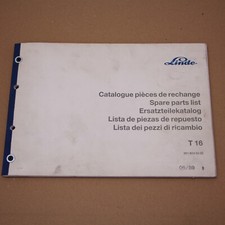 Linde
Catalogue pièces de rechange
Spare parts list
Ersatzteilekatalog
Lista de piezas de repuesto
Lista dei pezzi di ricambio
T 16